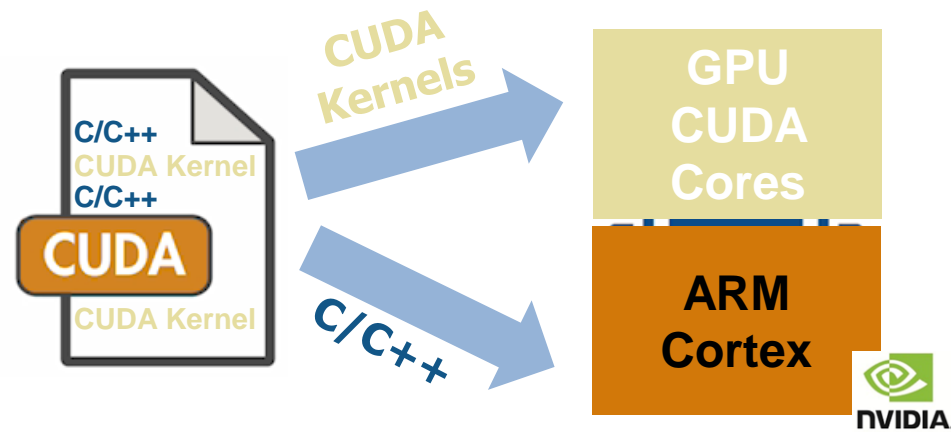 C/C++
CUDA Kernel
C/C++
CUDA
CUDA Kernel
CUDA
Kernels
C/C++
GPU
CUDA
Cores
ARM
Cortex
NVIDIA